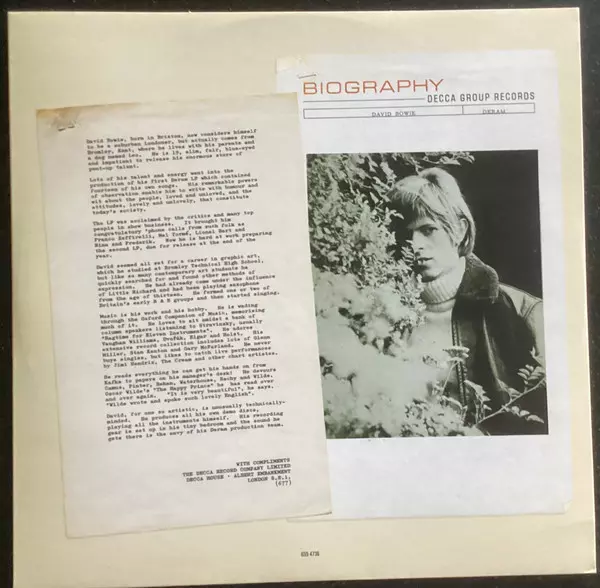 BIOGRAPHY
DECCA GROUP RECORDS
DAVID BOWIE
DERAM
David Bowie, born in Brixton, now considers himself
to be a suburban Londoner, but actually comes from
Bromley, Kent, where he lives with his parents and
a dog named Leo. He is 19, slim, fair, blue-eyed
and impatient to release his enormous store of
pent-up talent.
Lots of his talent and energy went into the
production of his first Deram LP which contained
fourteen of his own songs. His remarkable powers
of observation enable him to write with humour and
wit about the people, loved and unloved, and the
attitudes, lovely and unlovely, that constitute
today's society.
The LP was acclaimed by the critics and many top
people in show business. It brought him
congratulatory 'phone calls from such folk as
Franco Zeffirelli, Mel Tormé, Lionel Bart and
Nina and Frederik. Now he is hard at work preparing
the second LP, due for release at the end of the
year.
David seemed all set for a career in graphic art,
which he studied at Bromley Technical High School,
but like so many contemporary art students he
quickly searched for and found other methods of
expression. He had already come under the influence
of Little Richard and had been playing saxophone
from the age of thirteen. He formed one or two of
Britain's early R & B groups and then started singing.
Music is his work and his hobby. He is wading
through the Oxford Companion of Music, memorising
much of it. He loves to sit amidst a bank of
column speakers listening to Stravinsky, usually
"Ragtime for Eleven Instruments". He adores
Vaughan Williams, Dvořák, Elgar and Holst. His
extensive record collection includes lots of Glenn
Miller, Stan Kenton and Gary McFarland. He never
buys singles, but likes to catch live performances
by Jimi Hendrix, The Cream and other chart artistes.
He reads everything he can get his hands on from
Kafka to papers on his manager's desk! He devours
Camus, Pinter, Behan, Waterhouse, Sachy and Wilde.
Oscar Wilde's "The Happy Prince" he has read over
and over again. "It is very beautiful", he says.
"Wilde wrote and spoke such lovely English".
David, for one so artistic, is unusually technically-
minded. He produces all his own demo discs,
playing all the instruments himself. His recording
gear is set up in his tiny bedroom and the sound he
gets there is the envy of his Deram production team.
WITH COMPLIMENTS
THE DECCA RECORD COMPANY LIMITED
DECCA HOUSE - ALBERT EMBANKMENT
LONDON S.E.1.
(677)